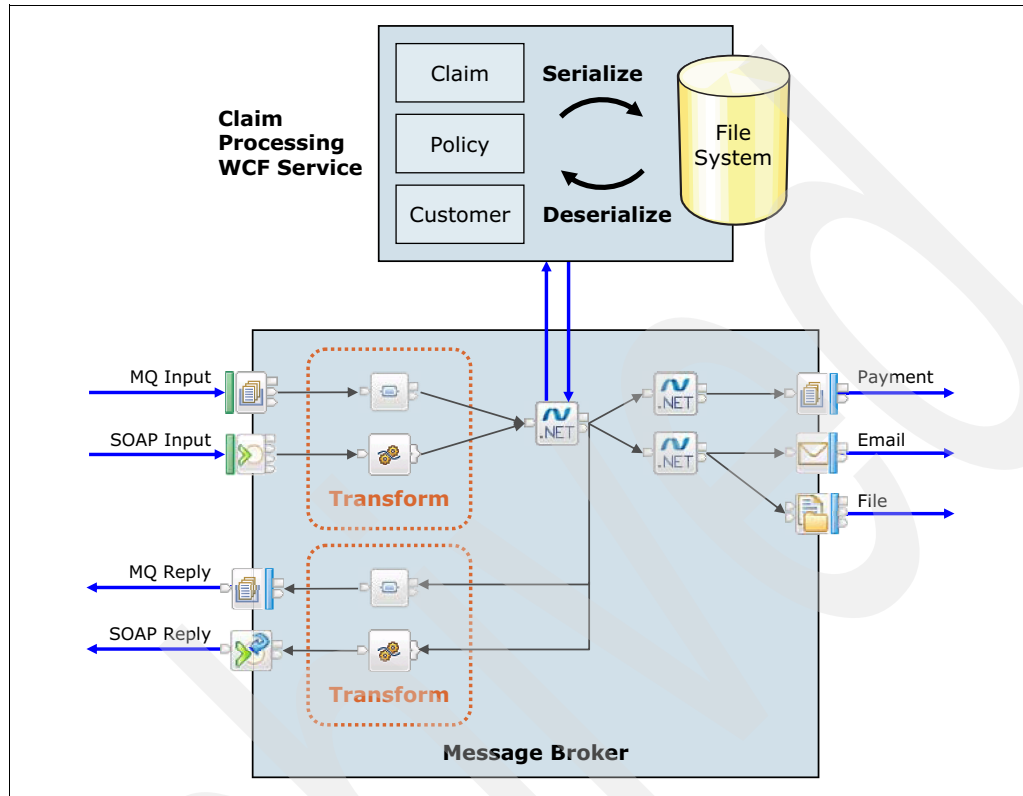 Claim
Serialize
Claim
Processing
WCF Service
Policy
File
System
Customer
Deserialize
MQ Input
.NET
.NET
Payment
SOAP Input
.NET
Email
Transform
File
MQ Reply
SOAP Reply
Transform
Message Broker